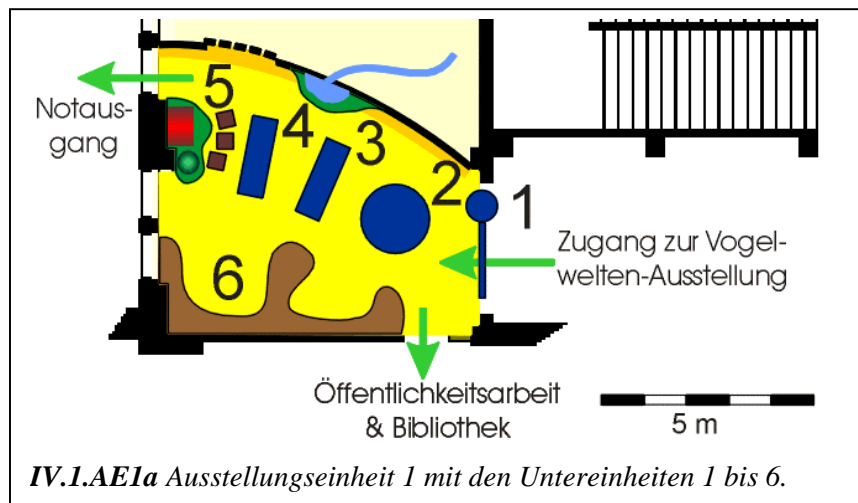 Notaus-
gang
5
4
3
2
1
6
Zugang zur Vogel-
welten-Ausstellung
Öffentlichkeitsarbeit
& Bibliothek
5 m
IV.1.AE1a Ausstellungseinheit 1 mit den Untereinheiten 1 bis 6.